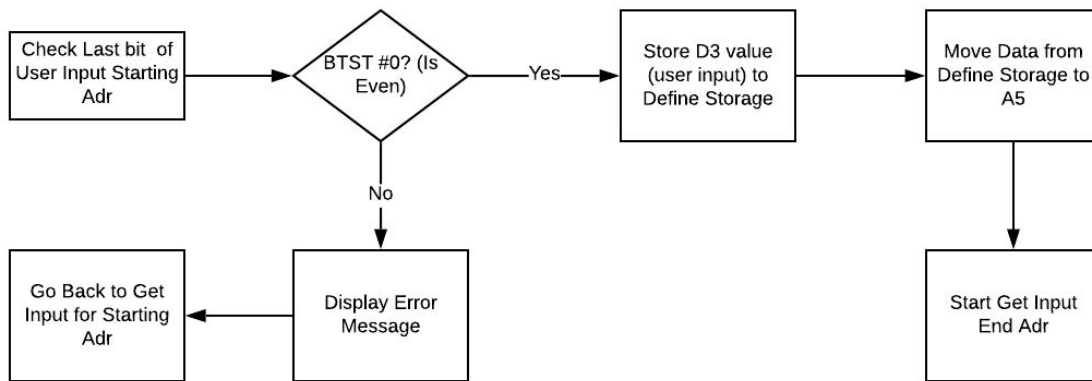 Check Last bit of
User Input Starting
Adr
BTST #0? (Is
Even)
Yes
Store D3 value
(user input) to
Define Storage
Move Data from
Define Storage to
A5
No
Go Back to Get
Input for Starting
Adr
Display Error
Message
Start Get Input
End Adr